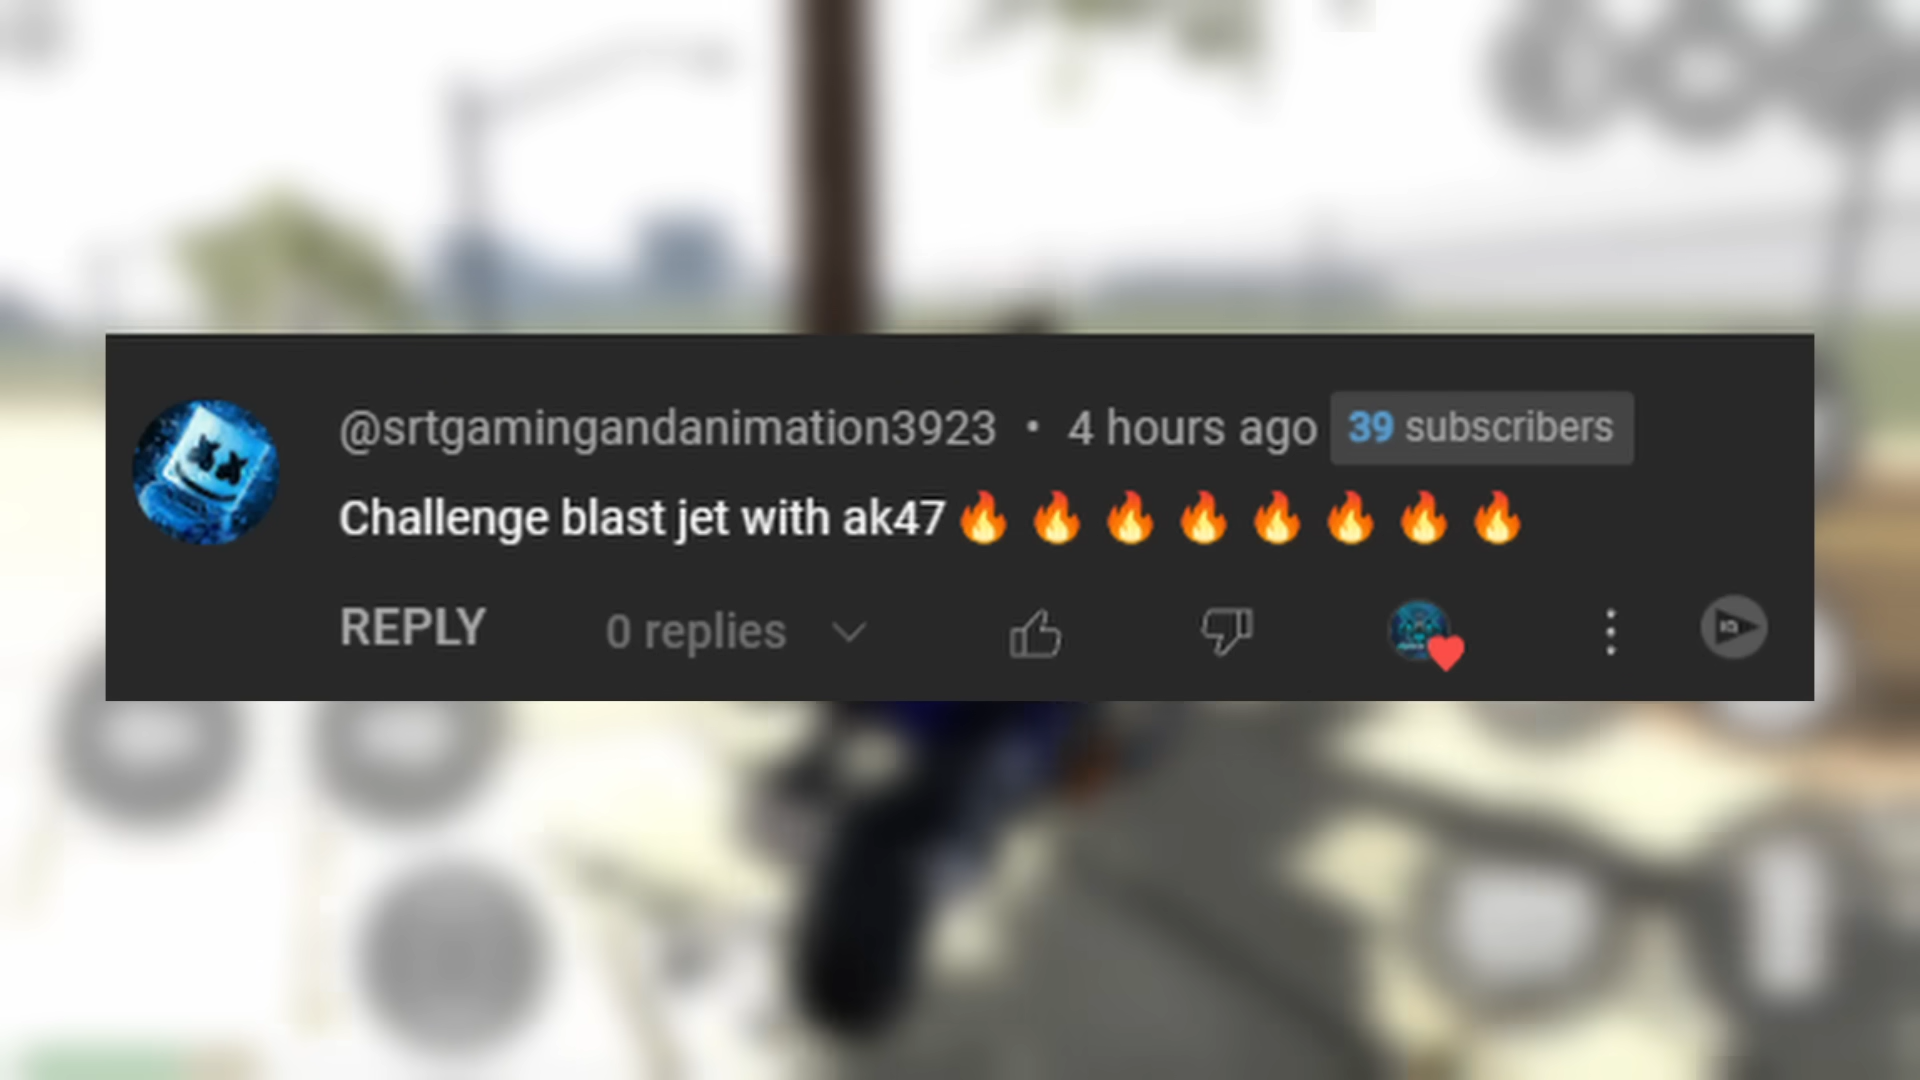 @srtgamingandanimation3923 • 4 hours ago 39 subscribers
Challenge blast jet with ak47🔥🔥🔥🔥🔥🔥🔥🔥
REPLY 0 replies